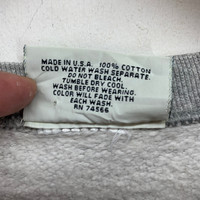 MADE IN U.S.A. 100% COTTON
COLD WATER WASH SEPARATE.
DO NOT BLEACH.
TUMBLE DRY COOL.
WASH BEFORE WEARING.
COLOR WILL FADE WITH
EACH WASH.
RN 74566